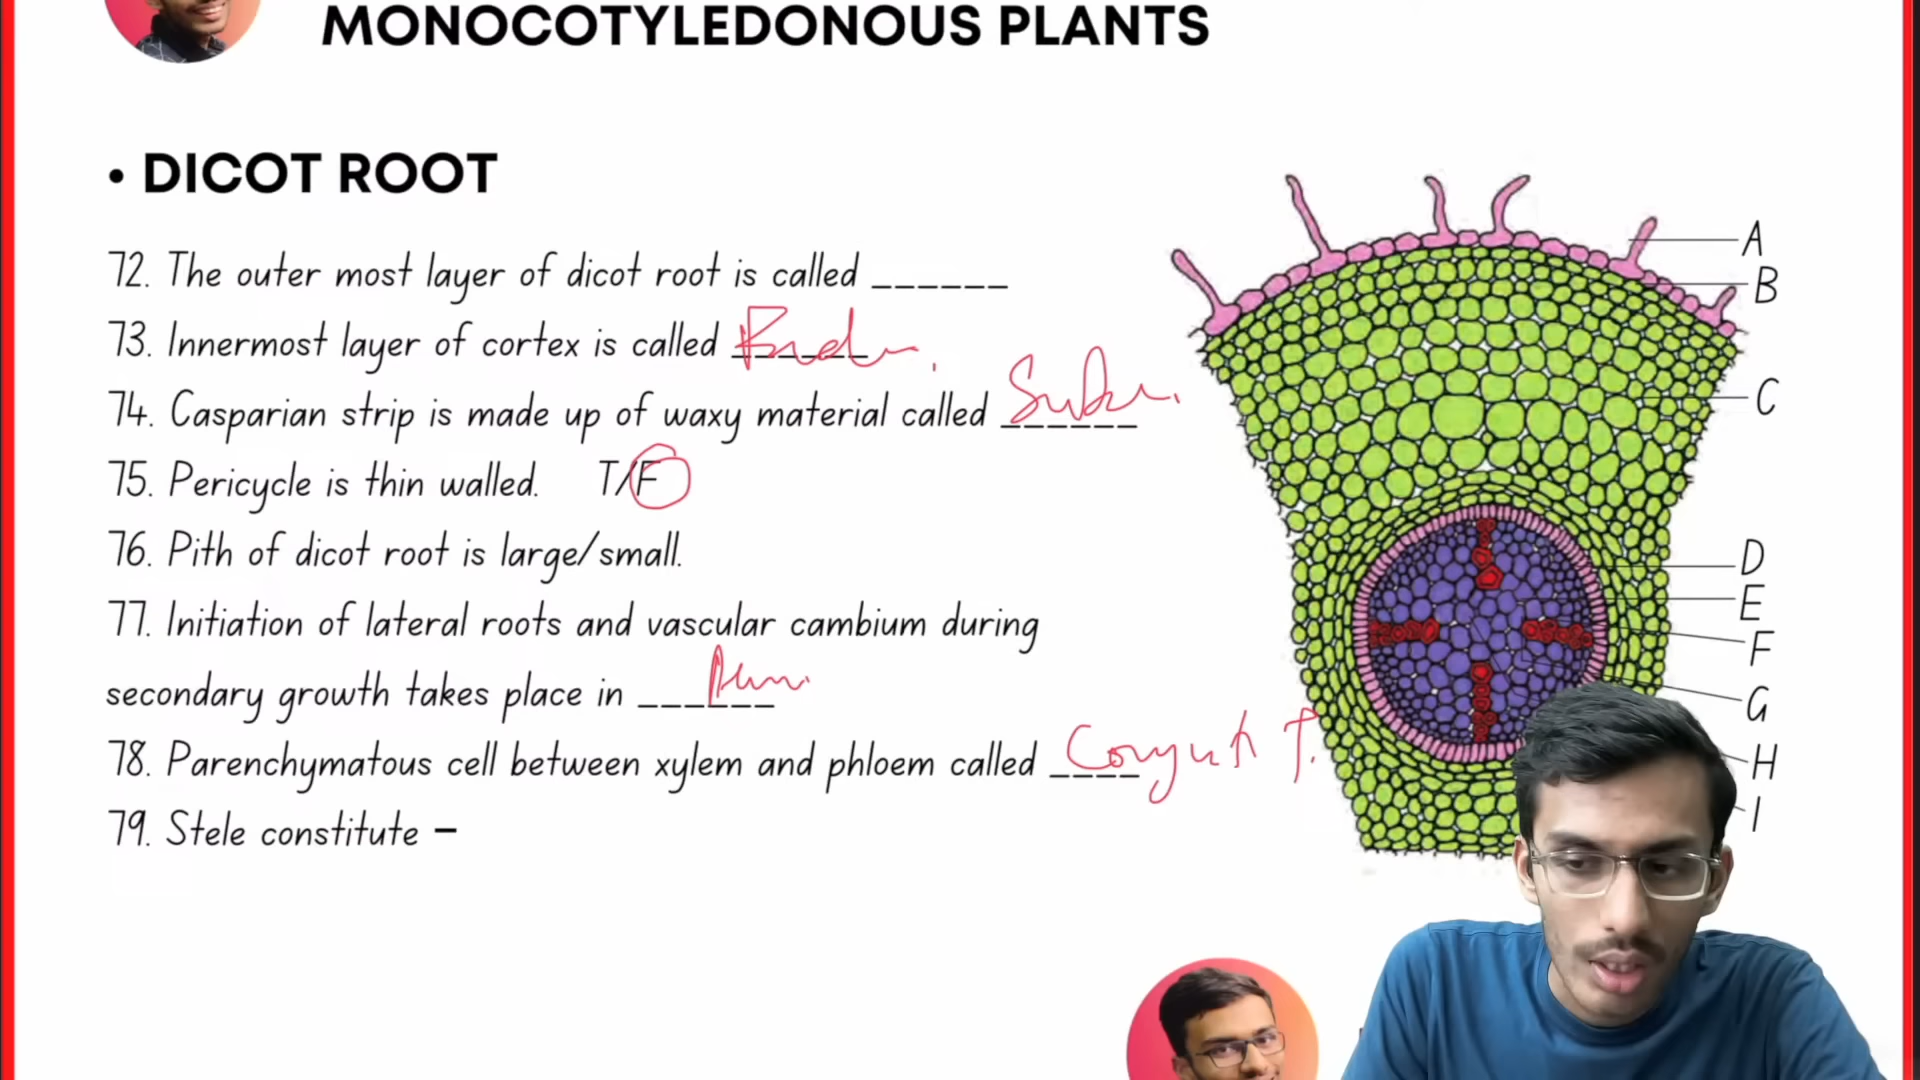 MONOCOTYLEDONOUS PLANTS
• DICOT ROOT
72. The outer most layer of dicot root is called ______
73. Innermost layer of cortex is called ______
74. Casparian strip is made up of waxy material called ______
75. Pericycle is thin walled. T/F
76. Pith of dicot root is large/small.
77. Initiation of lateral roots and vascular cambium during
secondary growth takes place in ______
78. Parenchymatous cell between xylem and phloem called ____
79. Stele constitute –
A
B
C
D
E
F
G
H
I